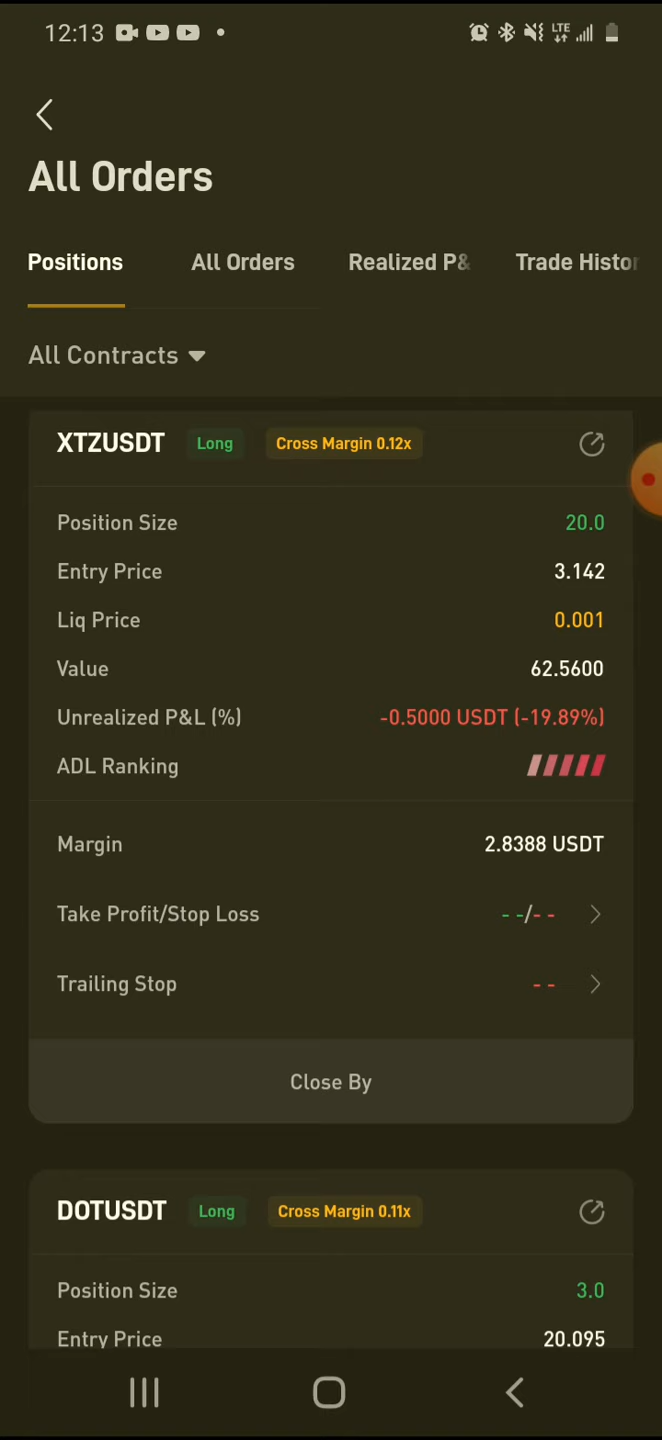 12:13
LTE
All Orders
Positions All Orders Realized P& Trade Histor
All Contracts
XTZUSDT Long Cross Margin 0.12x
Position Size 20.0
Entry Price 3.142
Liq Price 0.001
Value 62.5600
Unrealized P&L (%) -0.5000 USDT (-19.89%)
ADL Ranking
Margin 2.8388 USDT
Take Profit/Stop Loss - -/- -
Trailing Stop - -
Close By
DOTUSDT Long Cross Margin 0.11x
Position Size 3.0
Entry Price 20.095